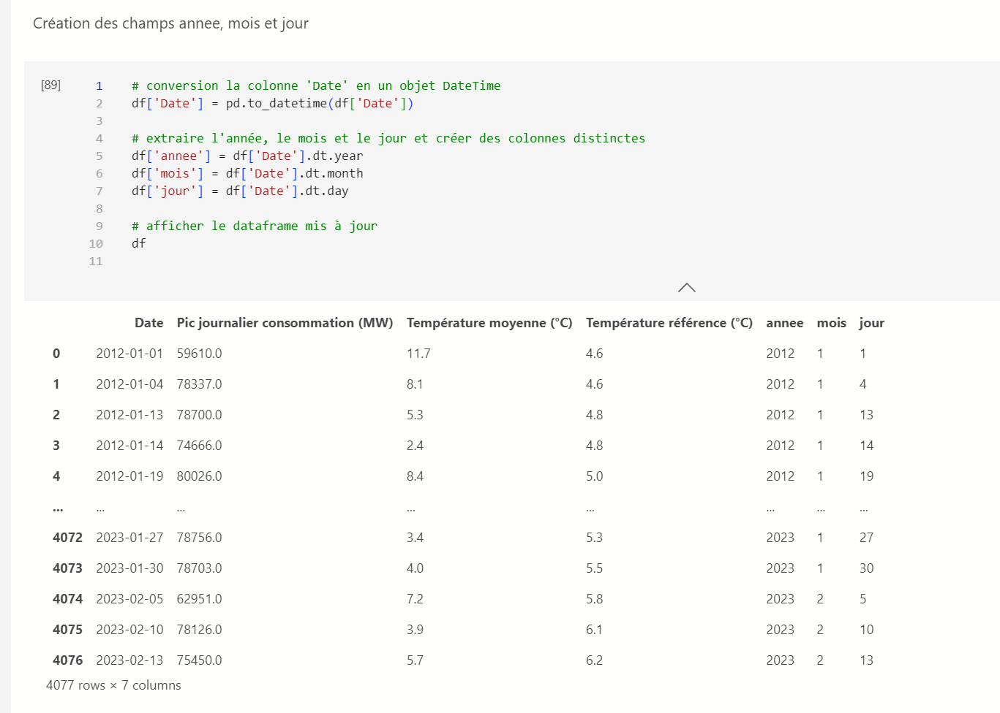 Création des champs annee, mois et jour
[89]
1 # conversion la colonne 'Date' en un objet DateTime
2 df['Date'] = pd.to_datetime(df['Date'])
3
4 # extraire l'année, le mois et le jour et créer des colonnes distinctes
5 df['annee'] = df['Date'].dt.year
6 df['mois'] = df['Date'].dt.month
7 df['jour'] = df['Date'].dt.day
8
9 # afficher le dataframe mis à jour
10 df
11
Date Pic journalier consommation (MW) Température moyenne (°C) Température référence (°C) annee mois jour
0 2012-01-01 59610.0 11.7 4.6 2012 1 1
1 2012-01-04 78337.0 8.1 4.6 2012 1 4
2 2012-01-13 78700.0 5.3 4.8 2012 1 13
3 2012-01-14 74666.0 2.4 4.8 2012 1 14
4 2012-01-19 80026.0 8.4 5.0 2012 1 19
... ... ... ... ... ... ... ...
4072 2023-01-27 78756.0 3.4 5.3 2023 1 27
4073 2023-01-30 78703.0 4.0 5.5 2023 1 30
4074 2023-02-05 62951.0 7.2 5.8 2023 2 5
4075 2023-02-10 78126.0 3.9 6.1 2023 2 10
4076 2023-02-13 75450.0 5.7 6.2 2023 2 13
4077 rows × 7 columns